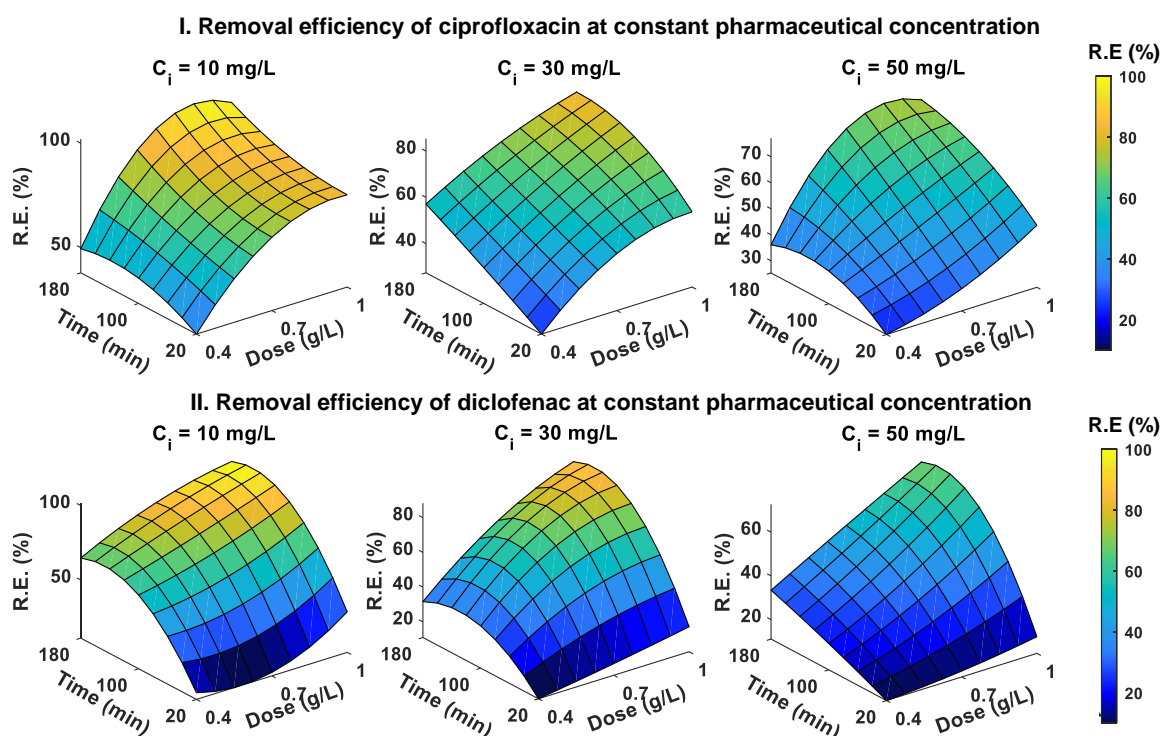 I. Removal efficiency of ciprofloxacin at constant pharmaceutical concentration
R.E (%)
C_i = 10 mg/L
C_i = 30 mg/L
C_i = 50 mg/L
100
50
R.E. (%)
180
100
20
Time (min)
0.4
0.7
1
Dose (g/L)
80
60
40
R.E. (%)
180
100
20
Time (min)
0.4
0.7
1
Dose (g/L)
70
60
50
40
30
R.E. (%)
180
100
20
Time (min)
0.4
0.7
1
Dose (g/L)
100
80
60
40
20
II. Removal efficiency of diclofenac at constant pharmaceutical concentration
R.E (%)
C_i = 10 mg/L
C_i = 30 mg/L
C_i = 50 mg/L
100
50
R.E. (%)
180
100
20
Time (min)
0.4
0.7
1
Dose (g/L)
80
60
40
20
R.E. (%)
180
100
20
Time (min)
0.4
0.7
1
Dose (g/L)
60
40
20
R.E. (%)
180
100
20
Time (min)
0.4
0.7
1
Dose (g/L)
100
80
60
40
20